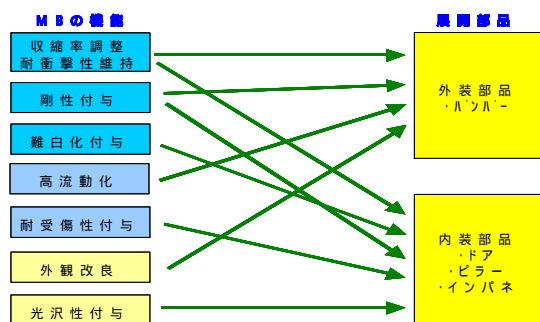 MBの機能
収縮率調整
耐衝撃性維持
剛性付与
難白化付与
高流動化
耐受傷性付与
外観改良
光沢性付与
展開部品
外装部品
・バンパー
内装部品
・ドア
・ピラー
・インパネ